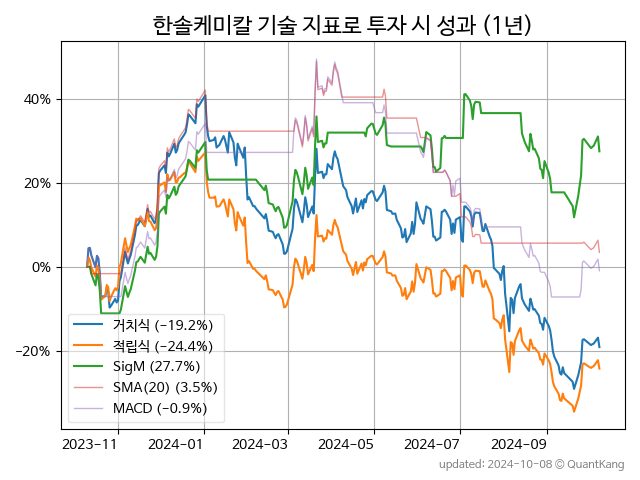 한솔케미칼 기술 지표로 투자 시 성과 (1년)
40%
20%
0%
−20%
거치식 (−19.2%)
적립식 (−24.4%)
SigM (27.7%)
SMA(20) (3.5%)
MACD (−0.9%)
2023-11 2024-01 2024-03 2024-05 2024-07 2024-09
updated: 2024-10-08 © QuantKang